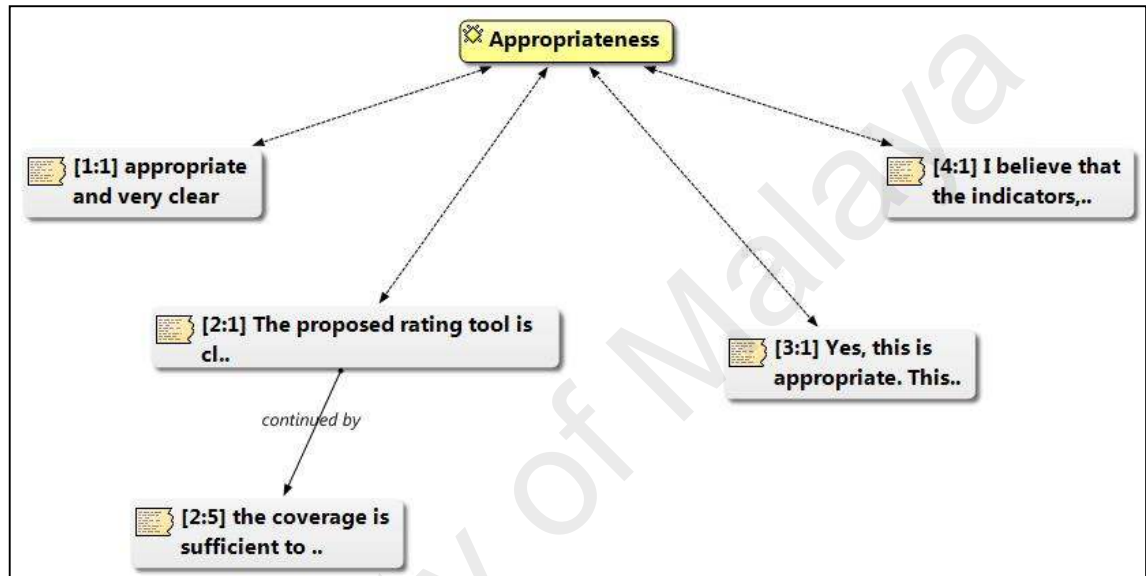 Appropriateness
[1:1] appropriate
and very clear
[4:1] I believe that
the indicators,..
[2:1] The proposed rating tool is
cl..
[3:1] Yes, this is
appropriate. This..
continued by
[2:5] the coverage is
sufficient to ..
y of Malaya